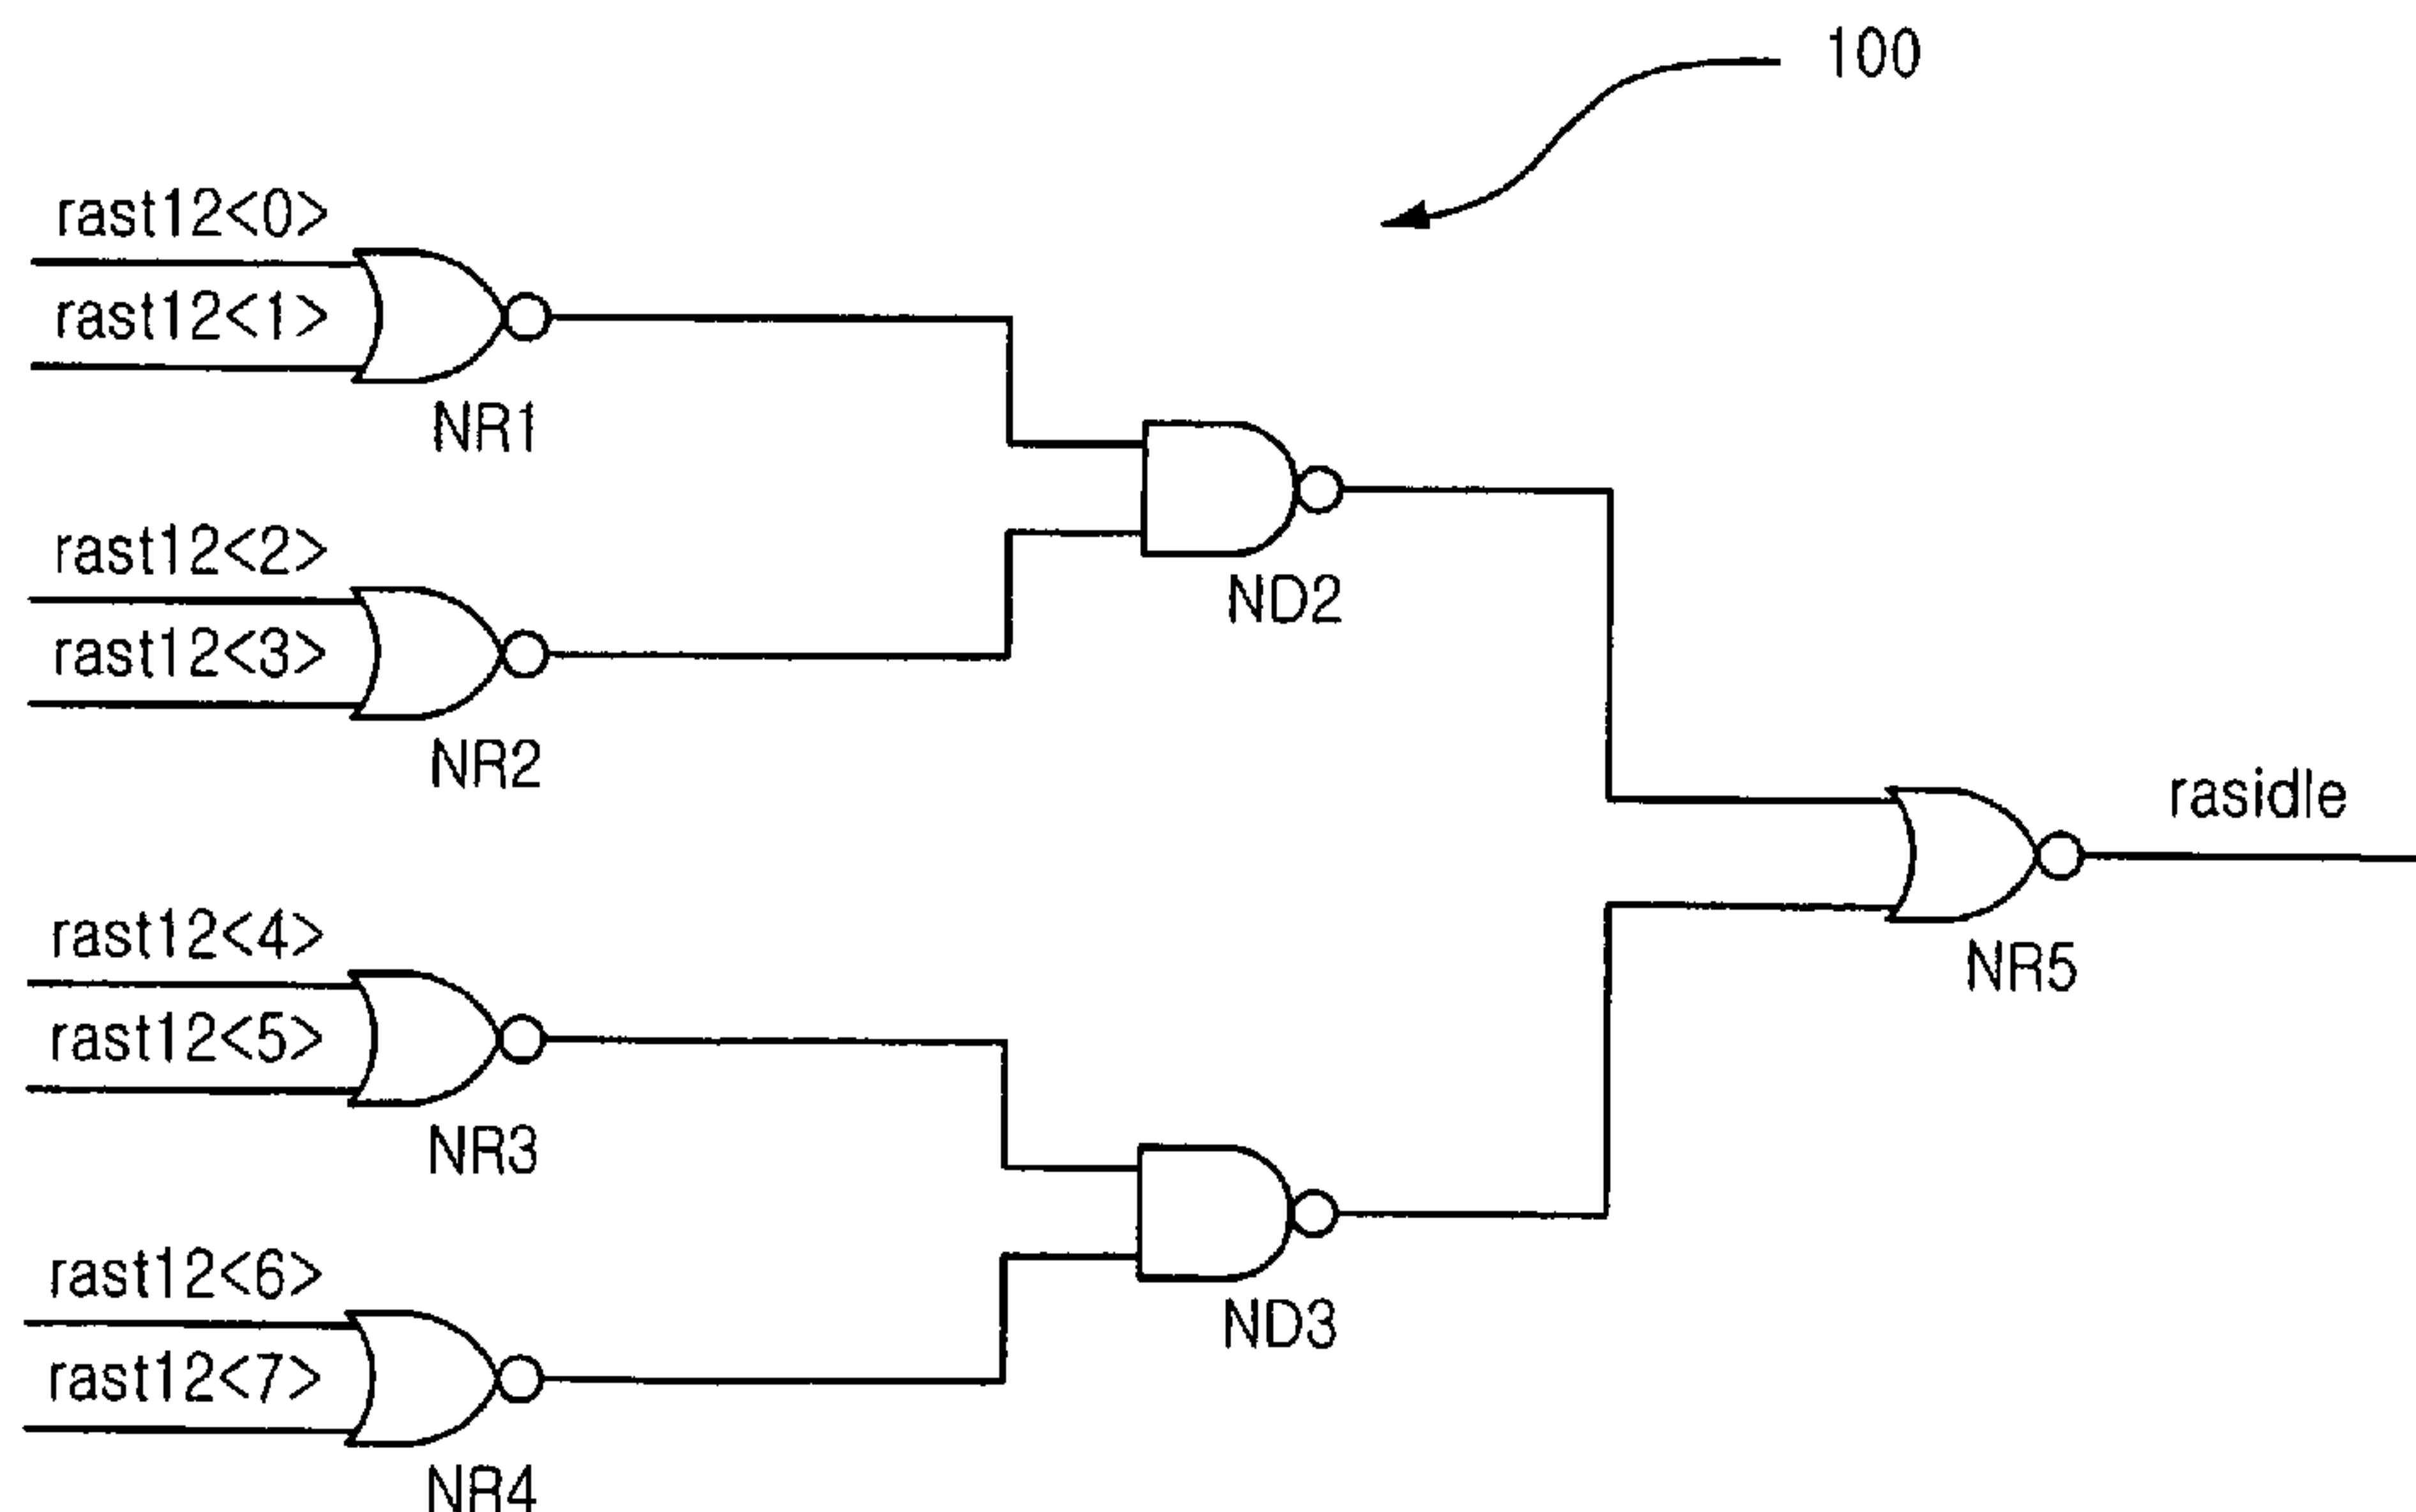 100
rast12<0>
rast12<1>
NR1
rast12<2>
rast12<3>
NR2
ND2
rasidle
NR5
rast12<4>
rast12<5>
NR3
rast12<6>
rast12<7>
NR4
ND3